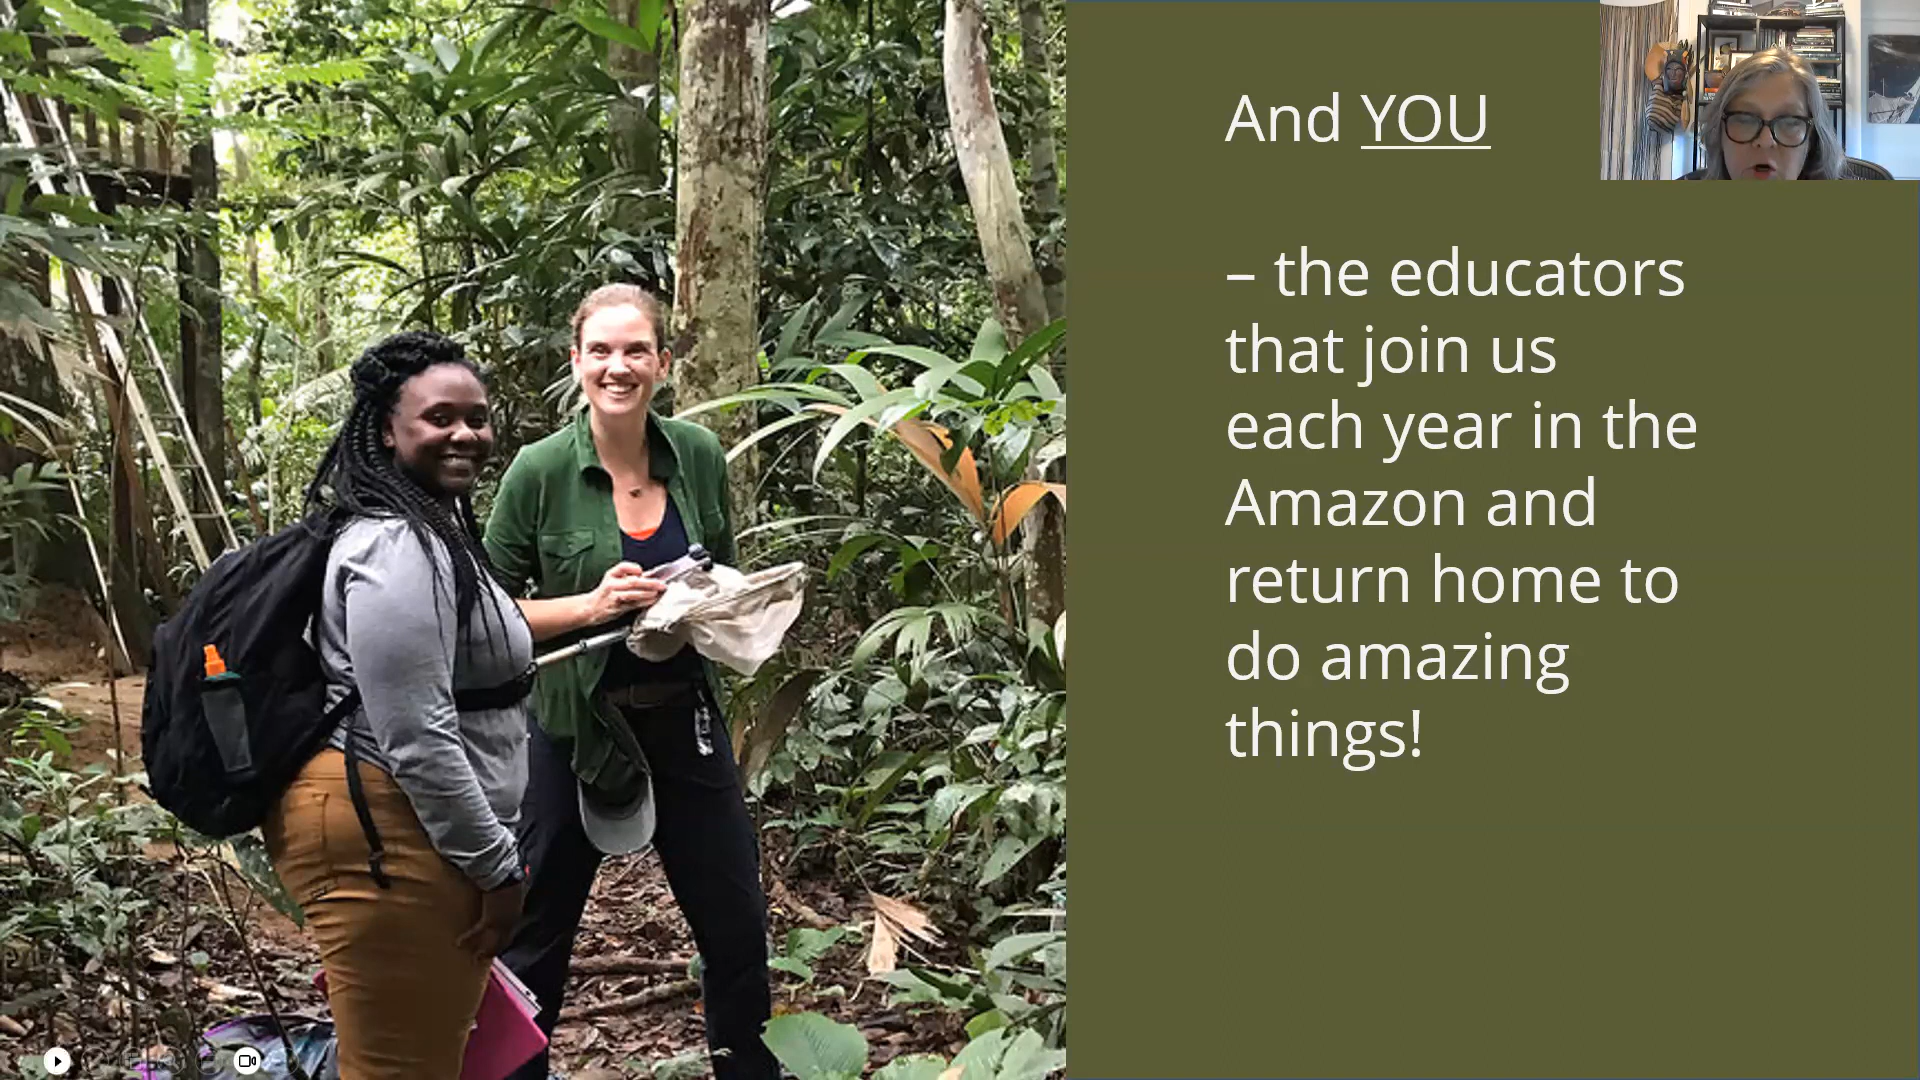 And YOU
– the educators
that join us
each year in the
Amazon and
return home to
do amazing
things!